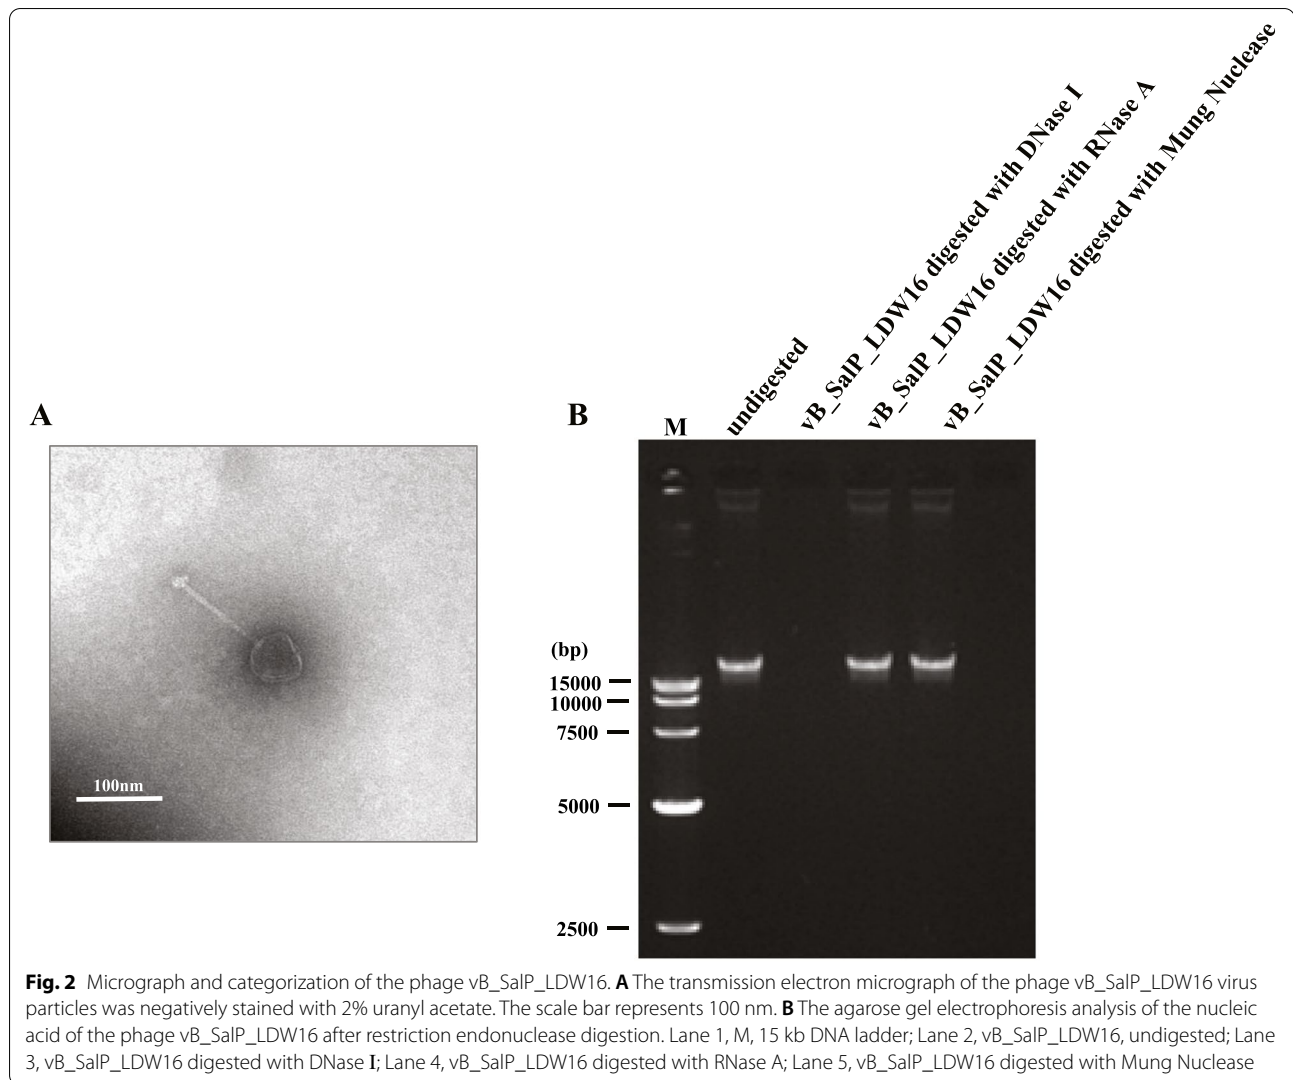 vB_SalP_LDW16 digested with Mung Nuclease
vB_SalP_LDW16 digested with RNase A
vB_SalP_LDW16 digested with DNase I
undigested
A
B
M
(bp)
15000
10000
7500
5000
2500
100nm
Fig. 2 Micrograph and categorization of the phage vB_SalP_LDW16. A The transmission electron micrograph of the phage vB_SalP_LDW16 virus
particles was negatively stained with 2% uranyl acetate. The scale bar represents 100 nm. B The agarose gel electrophoresis analysis of the nucleic
acid of the phage vB_SalP_LDW16 after restriction endonuclease digestion. Lane 1, M, 15 kb DNA ladder; Lane 2, vB_SalP_LDW16, undigested; Lane
3, vB_SalP_LDW16 digested with DNase I; Lane 4, vB_SalP_LDW16 digested with RNase A; Lane 5, vB_SalP_LDW16 digested with Mung Nuclease